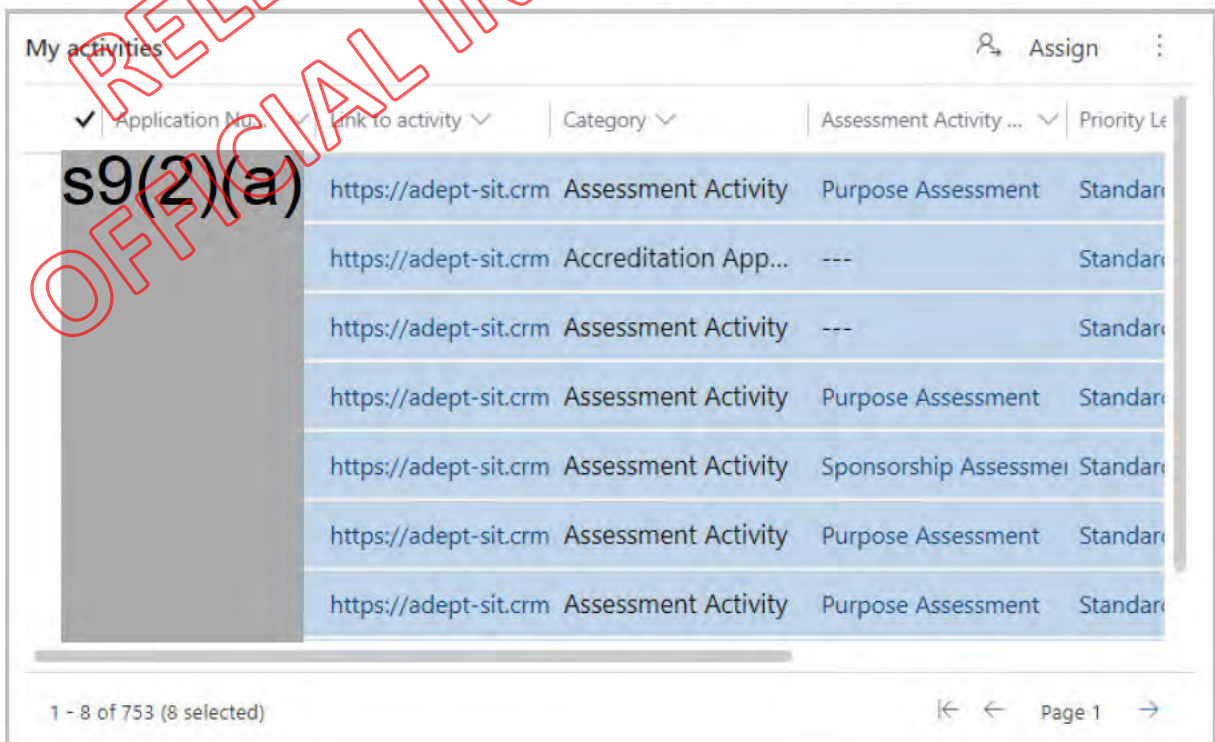 My activities Assign
Application Nu... Link to activity Category Assessment Activity ... Priority Le
s9(2)(a) https://adept-sit.crm Assessment Activity Purpose Assessment Standar
https://adept-sit.crm Accreditation App... --- Standar
https://adept-sit.crm Assessment Activity --- Standar
https://adept-sit.crm Assessment Activity Purpose Assessment Standar
https://adept-sit.crm Assessment Activity Sponsorship Assessme Standar
https://adept-sit.crm Assessment Activity Purpose Assessment Standar
https://adept-sit.crm Assessment Activity Purpose Assessment Standar
1 - 8 of 753 (8 selected) Page 1
OFFICIAL IN